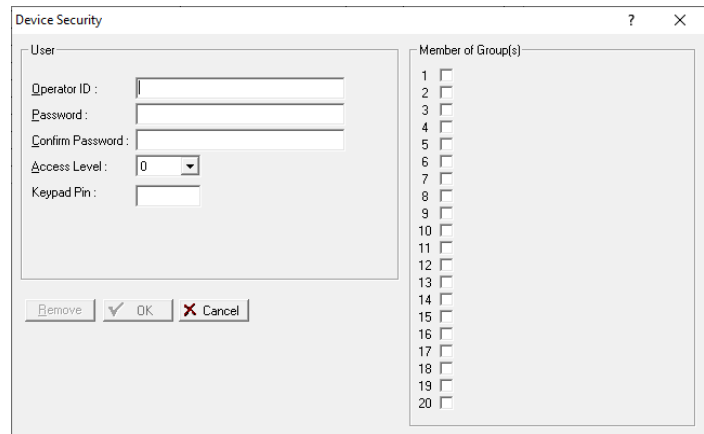 Device Security
?
User
Operator ID :
Password :
Confirm Password :
Access Level :
0
Keypad Pin :
Remove
OK
Cancel
Member of Group(s)
1
2
3
4
5
6
7
8
9
10
11
12
13
14
15
16
17
18
19
20